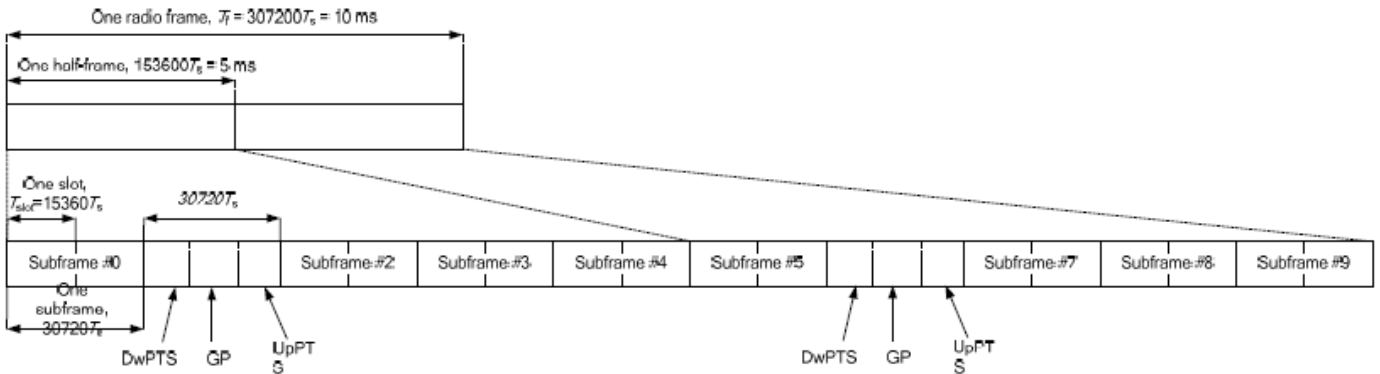 One radio frame, Tf = 307200Ts = 10 ms
One half-frame, 153600Ts = 5 ms
One slot,
Tslot=15360Ts
30720Ts
Subframe #0
Subframe #2
Subframe #3
Subframe #4
Subframe #5
Subframe #7
Subframe #8
Subframe #9
One
subframe,
30720Ts
DwPTS
GP
UpPT
S
DwPTS
GP
UpPT
S